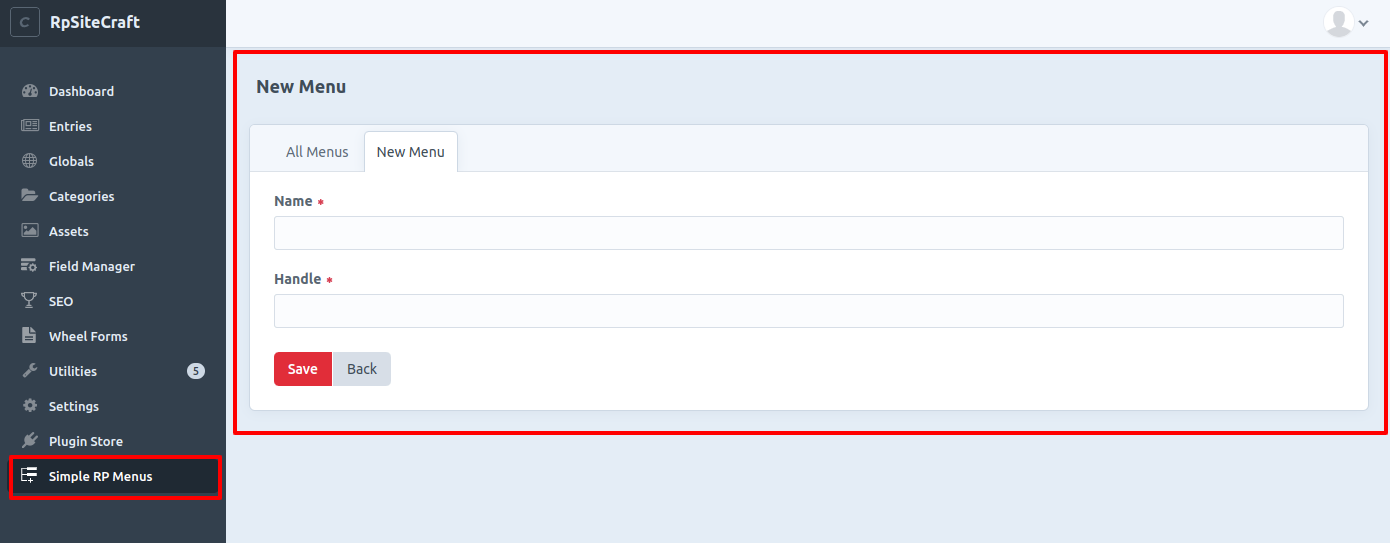 C RpSiteCraft
Dashboard
Entries
Globals
Categories
Assets
Field Manager
SEO
Wheel Forms
Utilities 5
Settings
Plugin Store
Simple RP Menus
New Menu
All Menus New Menu
Name *
Handle *
Save Back